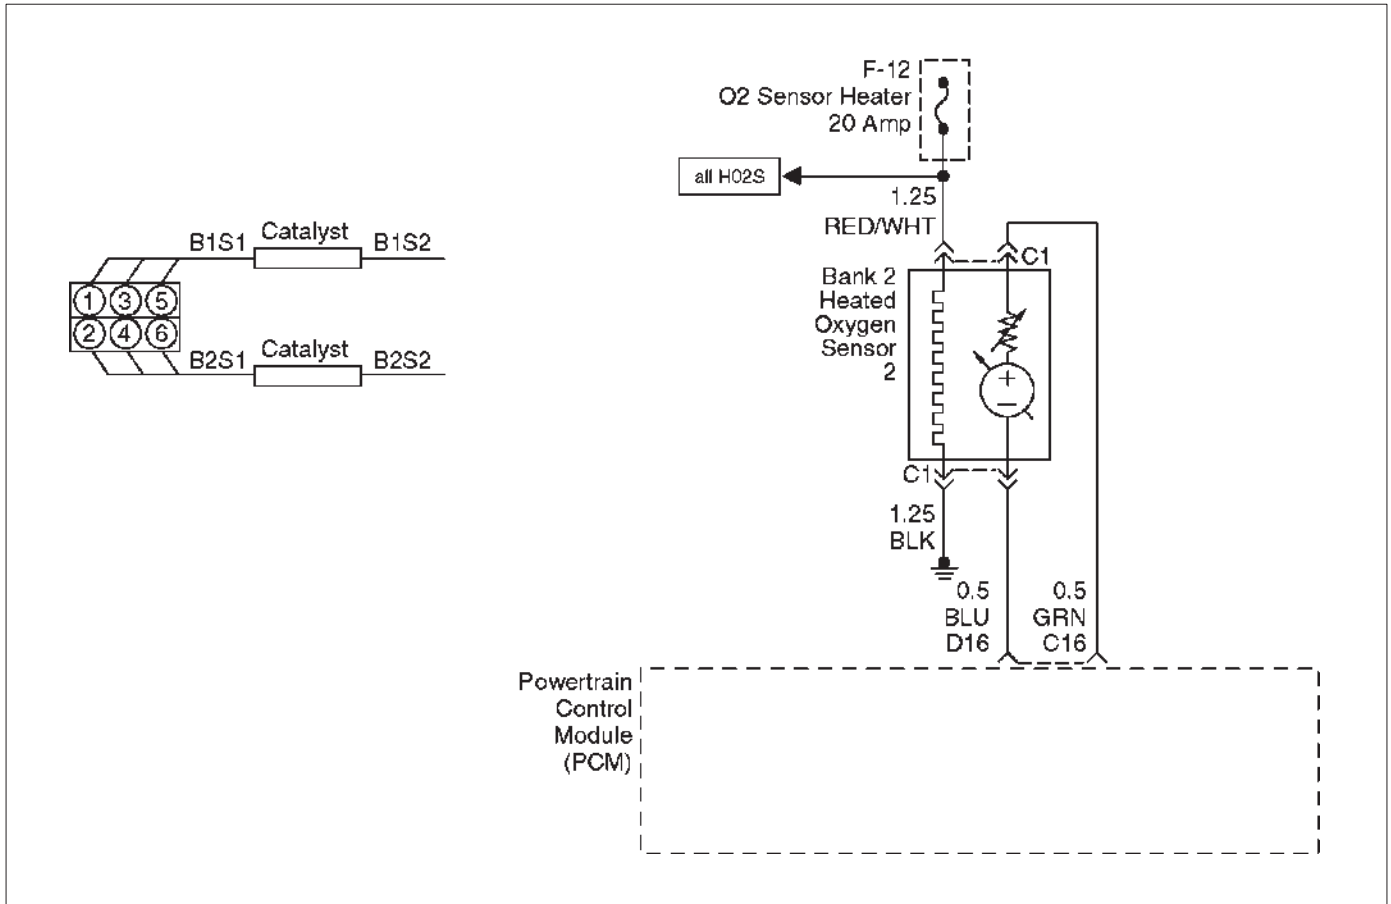 F-12
O2 Sensor Heater
20 Amp
all H02S
1.25
RED/WHT
C1
B1S1
Catalyst
B1S2
1
3
5
2
4
6
B2S1
Catalyst
B2S2
Bank 2
Heated
Oxygen
Sensor
2
+
−
C1
1.25
BLK
0.5
BLU
D16
0.5
GRN
C16
Powertrain
Control
Module
(PCM)